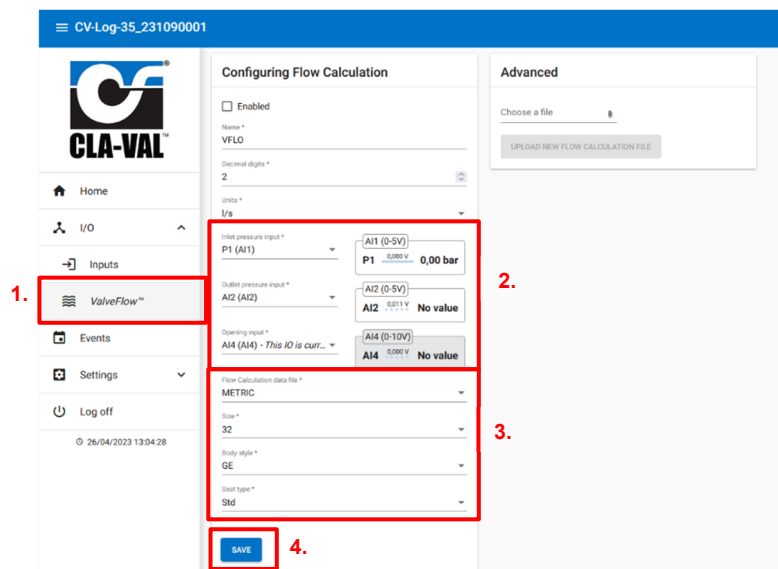 CV-Log-35_231090001
CLA-VAL™
®
Home
I/O
Inputs
1.
ValveFlow™
Events
Settings
Log off
26/04/2023 13:04:28
Configuring Flow Calculation
Enabled
Name *
VFLO
Decimal digits *
2
Units *
l/s
Inlet pressure input *
P1 (AI1)
AI1 (0-5V)
P1 0,000 V 0,00 bar
Outlet pressure input *
AI2 (AI2)
AI2 (0-5V)
AI2 0,011 V No value
Opening input *
AI4 (AI4) - This IO is curr...
AI4 (0-10V)
AI4 0,000 V No value
2.
Flow Calculation data file *
METRIC
Size *
32
Body style *
GE
Seat type *
Std
3.
SAVE
4.
Advanced
Choose a file
UPLOAD NEW FLOW CALCULATION FILE